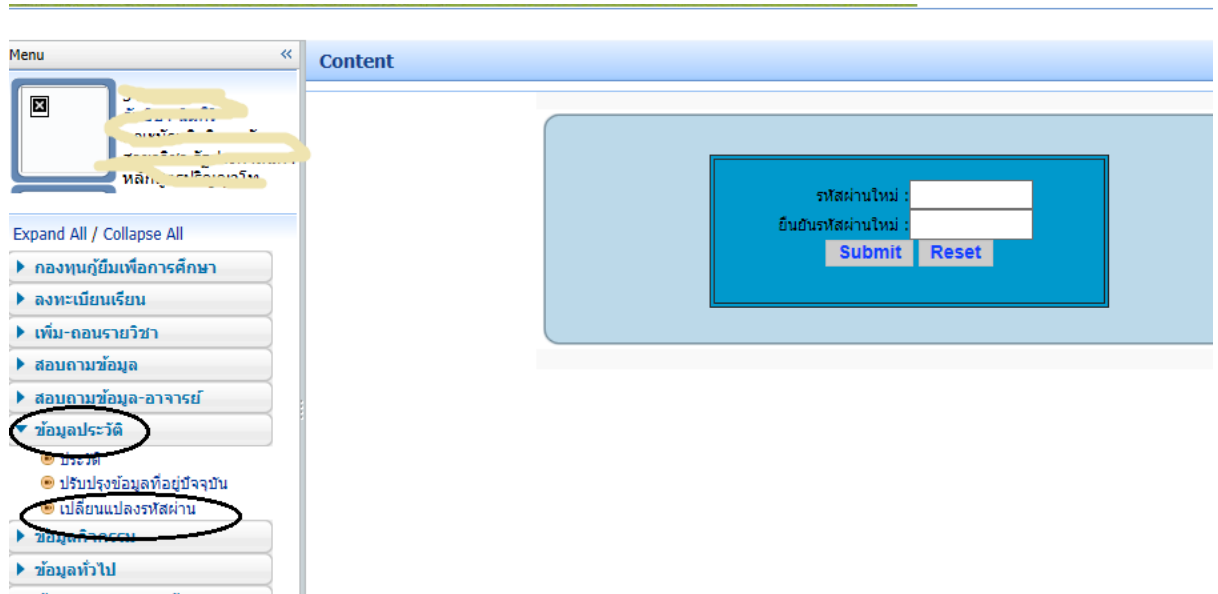 Menu «
Content
Expand All / Collapse All
กองทุนกู้ยืมเพื่อการศึกษา
ลงทะเบียนเรียน
เพิ่ม-ถอนรายวิชา
สอบถามข้อมูล
สอบถามข้อมูล-อาจารย์
ข้อมูลประวัติ
ประวัติ
ปรับปรุงข้อมูลที่อยู่ปัจจุบัน
เปลี่ยนแปลงรหัสผ่าน
ข้อมูลกิจกรรม
ข้อมูลทั่วไป
รหัสผ่านใหม่ :
ยืนยันรหัสผ่านใหม่ :
Submit Reset